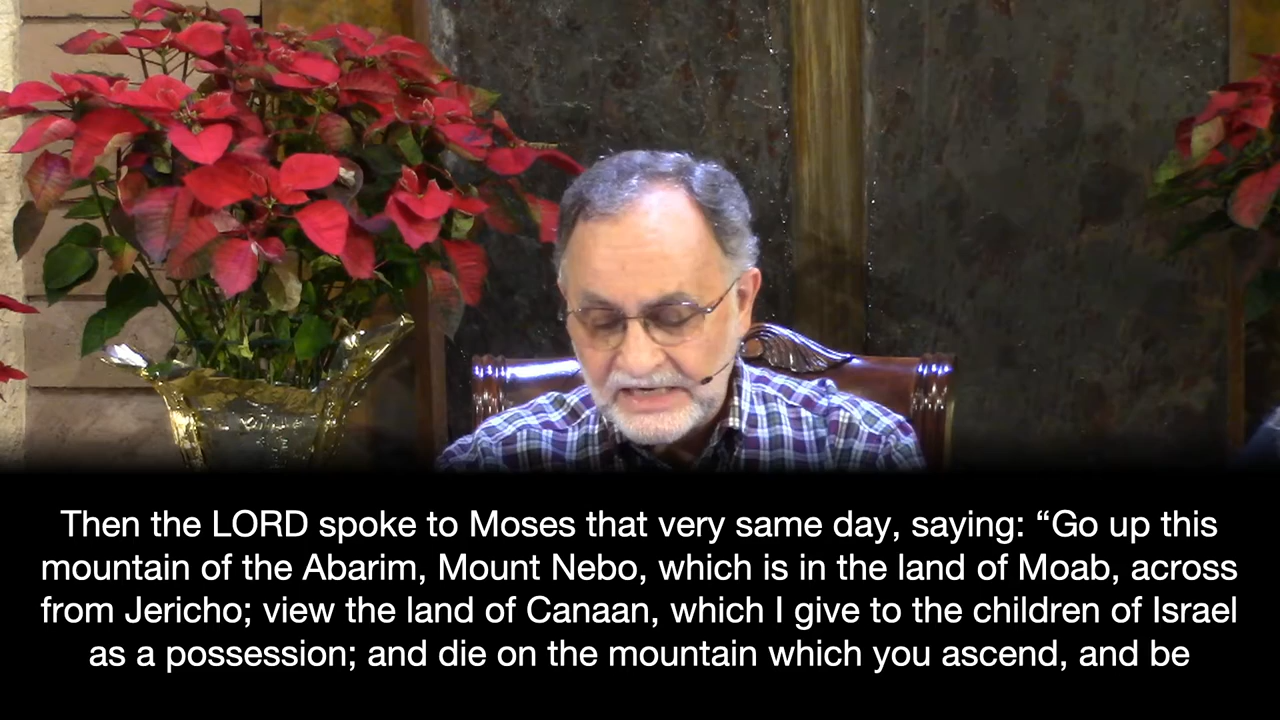 Then the LORD spoke to Moses that very same day, saying: “Go up this
mountain of the Abarim, Mount Nebo, which is in the land of Moab, across
from Jericho; view the land of Canaan, which I give to the children of Israel
as a possession; and die on the mountain which you ascend, and be